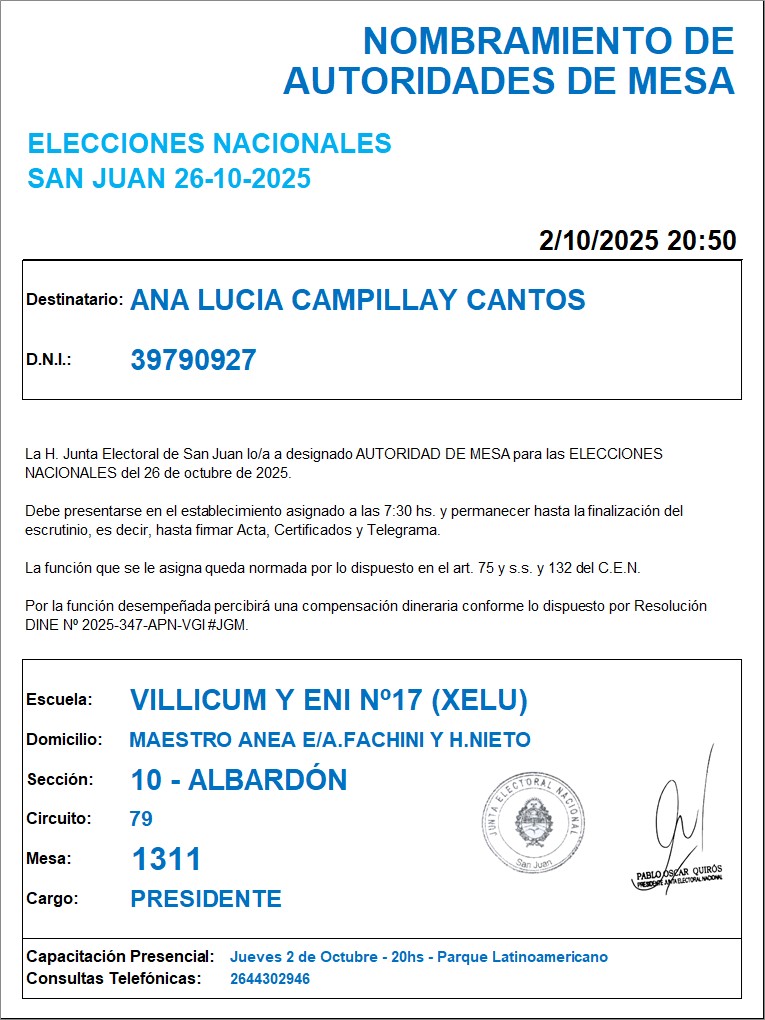 NOMBRAMIENTO DE
AUTORIDADES DE MESA
ELECCIONES NACIONALES
SAN JUAN 26-10-2025
2/10/2025 20:50
Destinatario: ANA LUCIA CAMPILLAY CANTOS
D.N.I.: 39790927
La H. Junta Electoral de San Juan lo/a a designado AUTORIDAD DE MESA para las ELECCIONES
NACIONALES del 26 de octubre de 2025.
Debe presentarse en el establecimiento asignado a las 7:30 hs. y permanecer hasta la finalización del
escrutinio, es decir, hasta firmar Acta, Certificados y Telegrama.
La función que se le asigna queda normada por lo dispuesto en el art. 75 y s.s. y 132 del C.E.N.
Por la función desempeñada percibirá una compensación dineraria conforme lo dispuesto por Resolución
DINE Nº 2025-347-APN-VGI#JGM.
Escuela: VILLICUM Y ENI Nº17 (XELU)
Domicilio: MAESTRO ANEA E/A.FACHINI Y H.NIETO
Sección: 10 - ALBARDÓN
Circuito: 79
Mesa: 1311
Cargo: PRESIDENTE
JUNTA ELECTORAL NACIONAL
San Juan
PABLO OSCAR QUIRÓS
PRESIDENTE JUNTA ELECTORAL NACIONAL
Capacitación Presencial: Jueves 2 de Octubre - 20hs - Parque Latinoamericano
Consultas Telefónicas: 2644302946